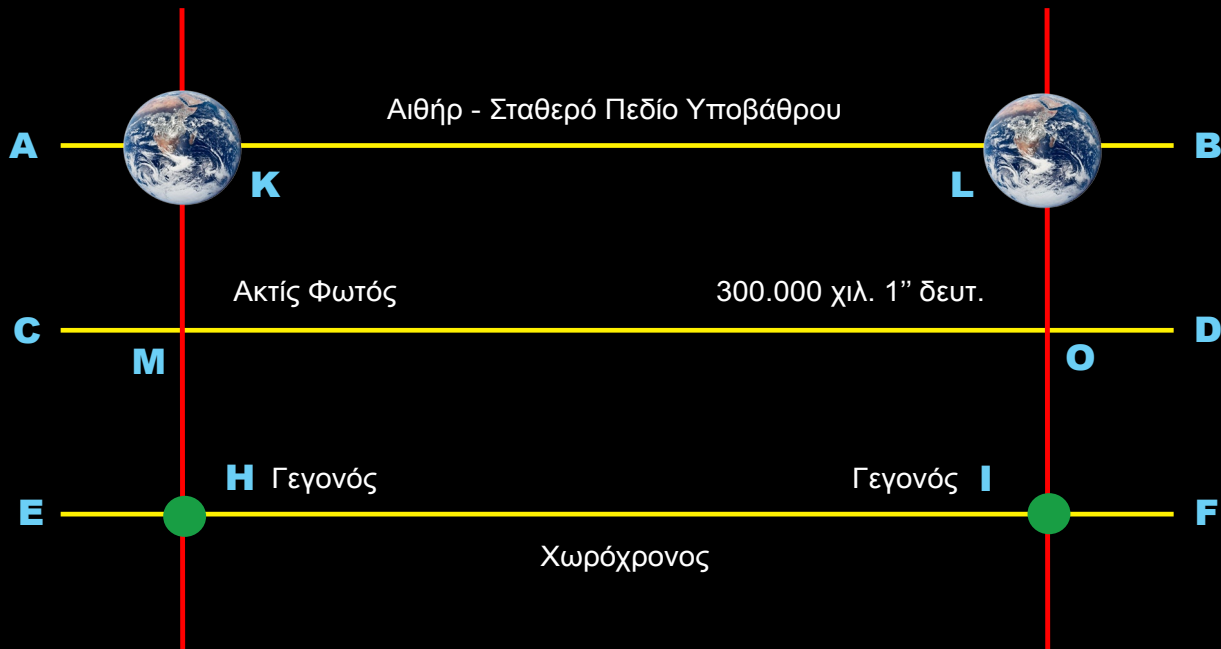 Αιθήρ - Σταθερό Πεδίο Υποβάθρου
A B
K L
Ακτίς Φωτός 300.000 χιλ. 1’’ δευτ.
C D
M O
H Γεγονός Γεγονός I
E F
Χωρόχρονος